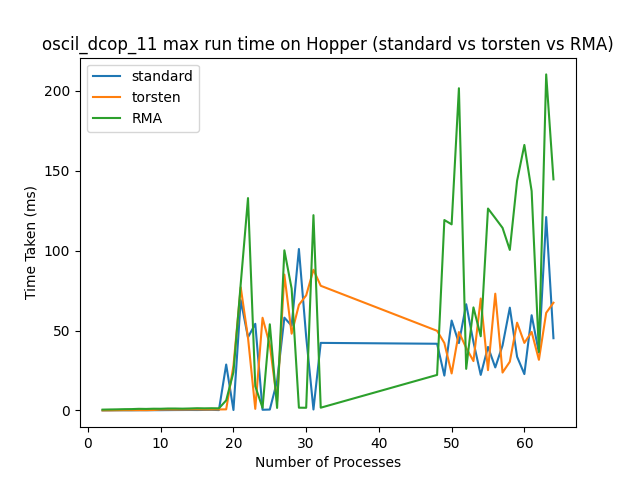 oscil_dcop_11 max run time on Hopper (standard vs torsten vs RMA)
standard
torsten
RMA
Time Taken (ms)
200
150
100
50
0
0 10 20 30 40 50 60
Number of Processes